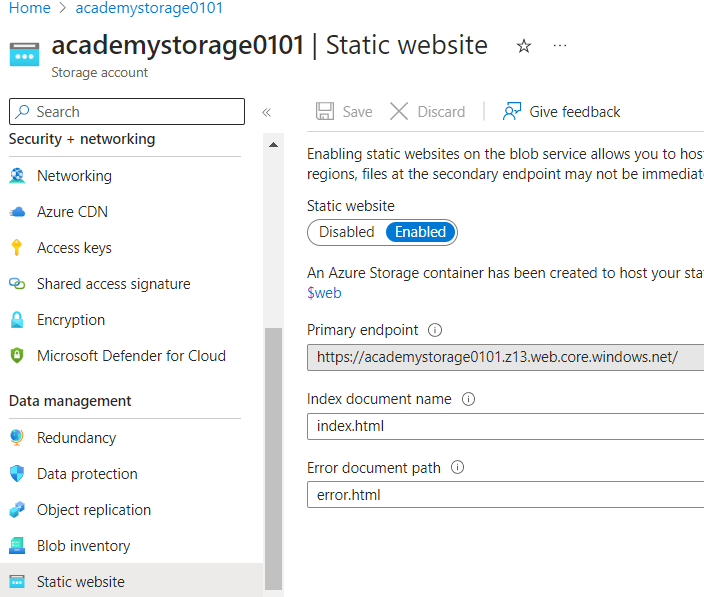 Home > academystorage0101
academystorage0101 | Static website ☆ ···
Storage account
Search «
Save Discard Give feedback
Security + networking
Networking
Azure CDN
Access keys
Shared access signature
Encryption
Microsoft Defender for Cloud
Data management
Redundancy
Data protection
Object replication
Blob inventory
Static website
Enabling static websites on the blob service allows you to hos
regions, files at the secondary endpoint may not be immediat
Static website
Disabled Enabled
An Azure Storage container has been created to host your sta
$web
Primary endpoint
https://academystorage0101.z13.web.core.windows.net/
Index document name
index.html
Error document path
error.html